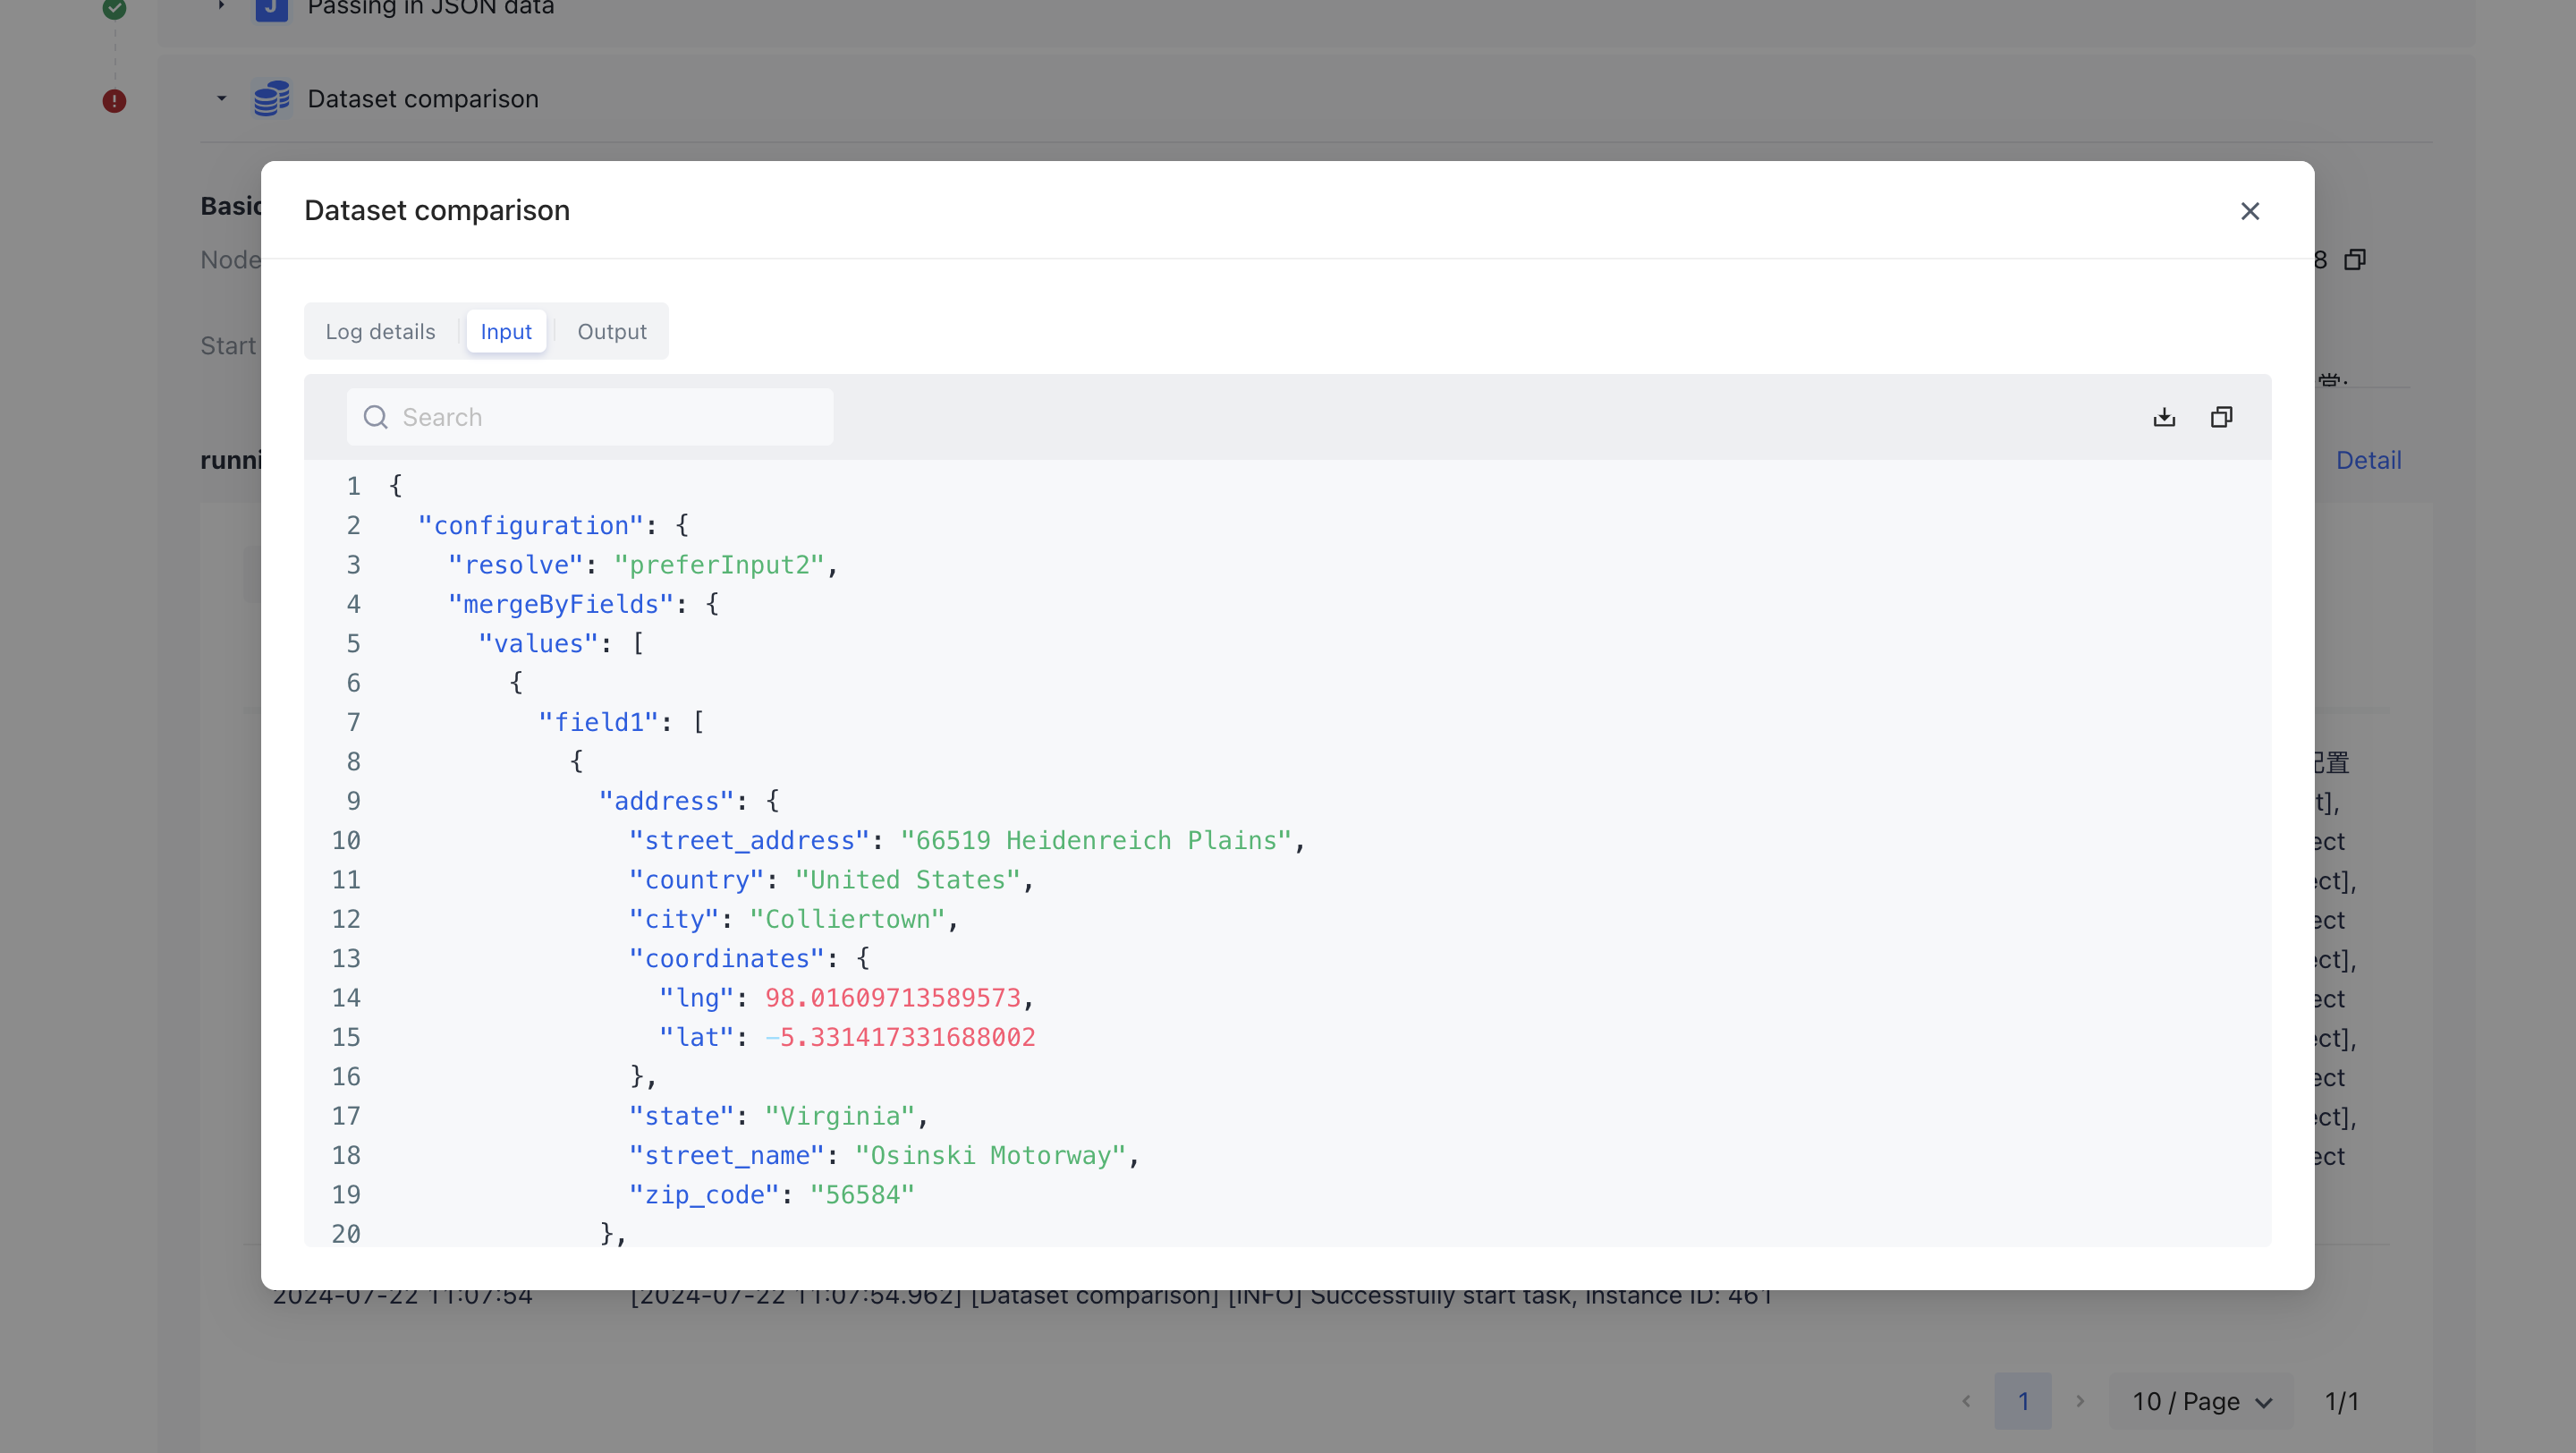 Passing in JSON data
Dataset comparison
Basic
Node
8
Start
runni
Detail
Dataset comparison
Log details
Input
Output
Search
1 {
2 "configuration": {
3 "resolve": "preferInput2",
4 "mergeByFields": {
5 "values": [
6 {
7 "field1": [
8 {
9 "address": {
10 "street_address": "66519 Heidenreich Plains",
11 "country": "United States",
12 "city": "Colliertown",
13 "coordinates": {
14 "lng": 98.01609713589573,
15 "lat": -5.331417331688002
16 },
17 "state": "Virginia",
18 "street_name": "Osinski Motorway",
19 "zip_code": "56584"
20 },
置
t],
ect
ect],
ect
ect],
ect
ect],
ect
ect],
ect
2024-07-22 11:07:54 [2024-07-22 11:07:54.962] [Dataset comparison] [INFO] Successfully start task, instance ID: 461
1
10 / Page
1/1